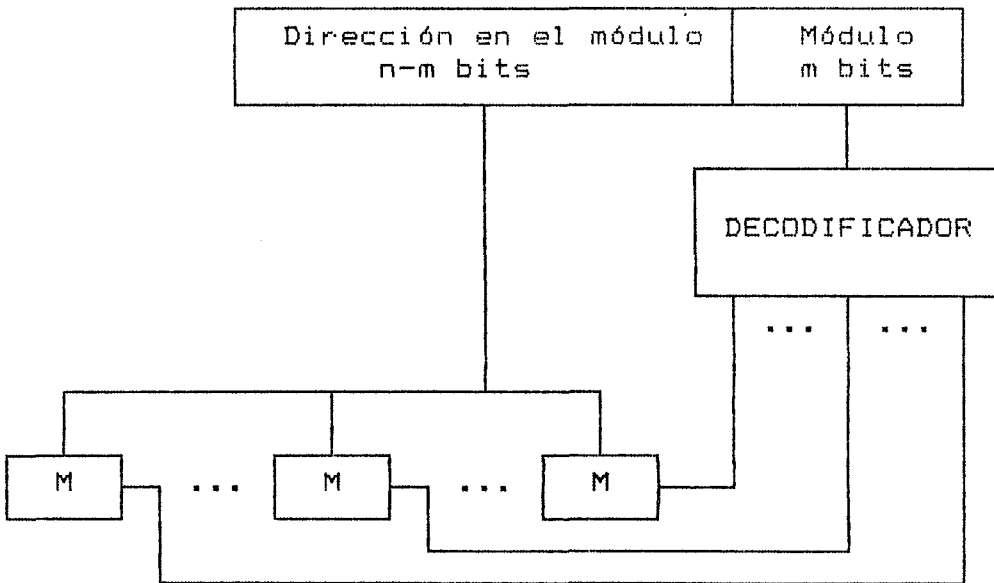 Dirección en el módulo
n-m bits
Módulo
m bits
DECODIFICADOR
... ...
M ... M ... M